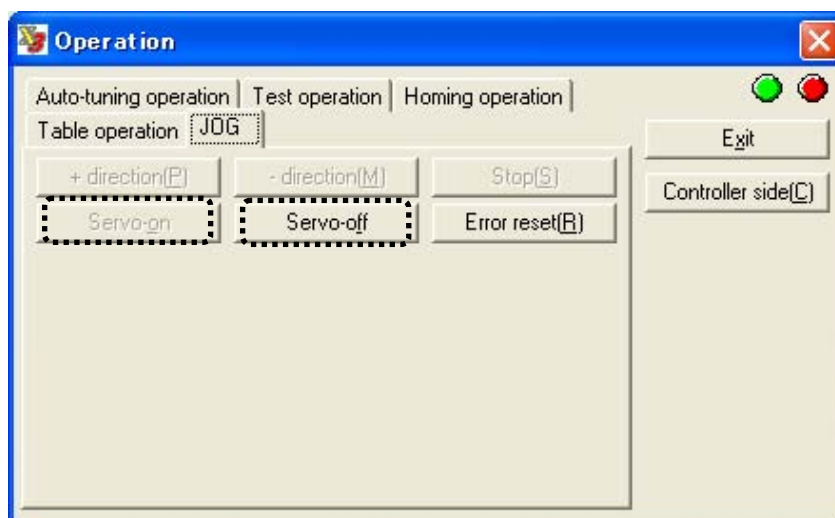 Operation
Auto-tuning operation Test operation Homing operation
Table operation JOG
Exit
+ direction(P) - direction(M) Stop(S)
Controller side(C)
Servo-on Servo-off Error reset(R)